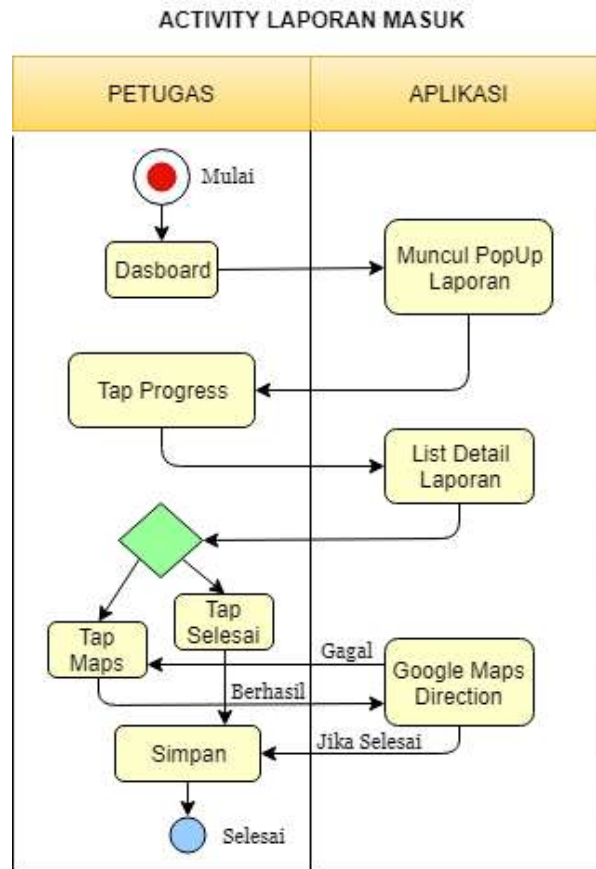 ACTIVITY LAPORAN MASUK
PETUGAS
APLIKASI
Mulai
Dasboard
Muncul PopUp
Laporan
Tap Progress
List Detail
Laporan
Tap
Selesai
Tap
Maps
Gagal
Google Maps
Direction
Berhasil
Jika Selesai
Simpan
Selesai